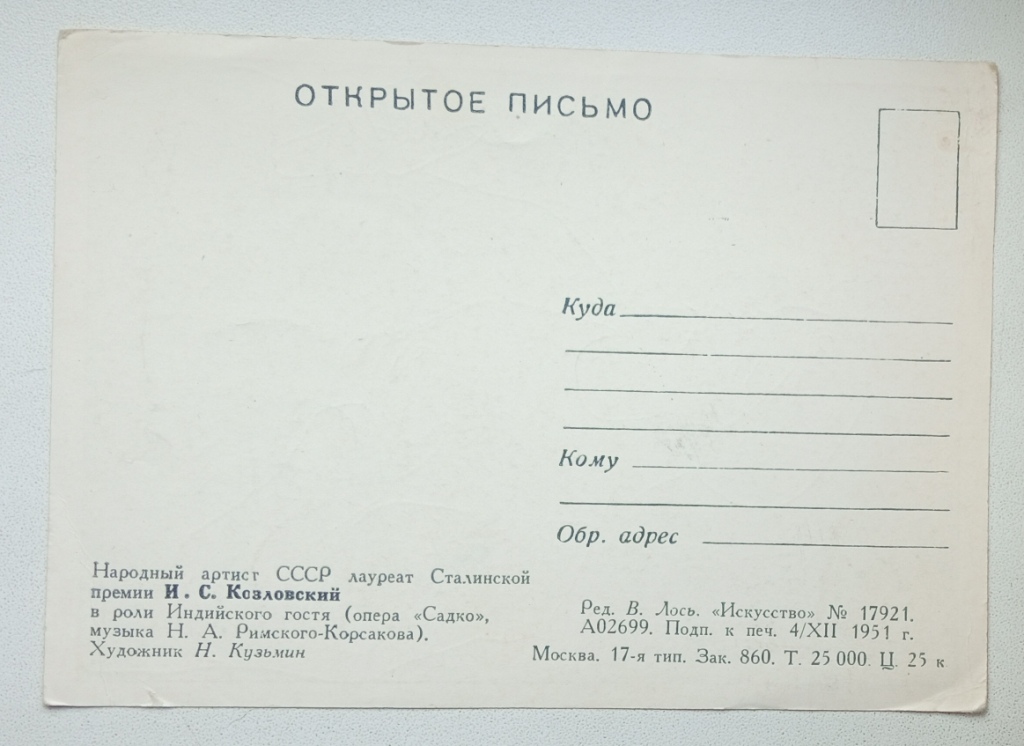 ОТКРЫТОЕ ПИСЬМО
Куда
Кому
Обр. адрес
Народный артист СССР лауреат Сталинской
премии И. С. Козловский
в роли Индийского гостя (опера «Садко»,
музыка Н. А. Римского-Корсакова).
Художник Н. Кузьмин
Ред. В. Лось. «Искусство» № 17921.
А02699. Подп. к печ. 4/XII 1951 г.
Москва. 17-я тип. Зак. 860. Т. 25 000. Ц. 25 к